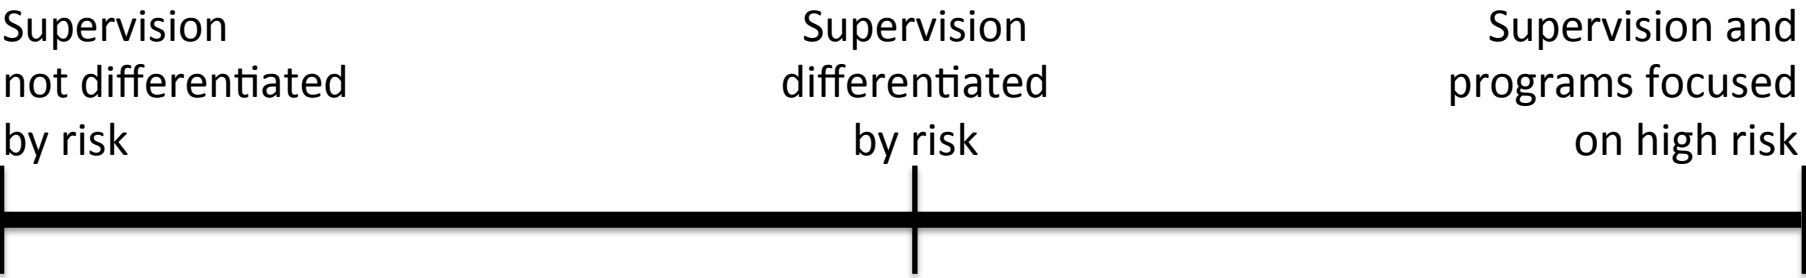 Supervision
not differentiated
by risk
Supervision
differentiated
by risk
Supervision and
programs focused
on high risk